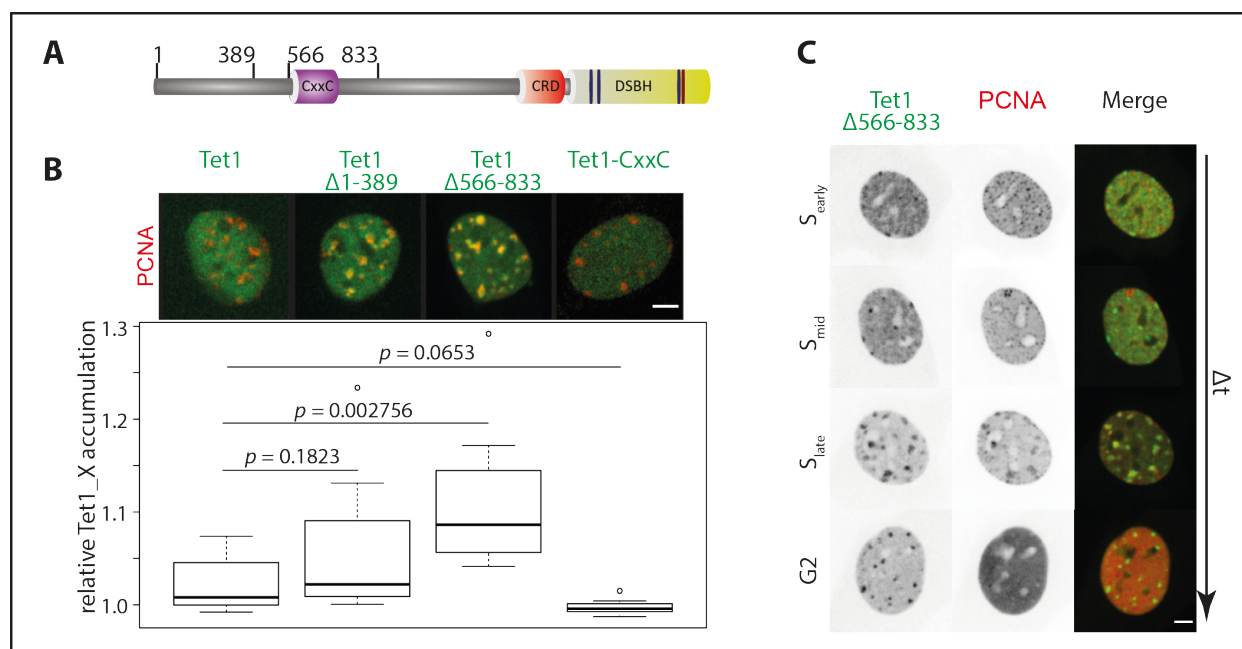 A
1 389 566 833
CxxC CRD DSBH
B
Tet1 Tet1 Tet1 Tet1-CxxC
Δ1-389 Δ566-833
PCNA
relative Tet1_X accumulation
1.3
1.2
1.1
1.0
p = 0.0653
p = 0.002756
p = 0.1823
C
Tet1 PCNA Merge
Δ566-833
S early
S mid
S late
G2
Δt